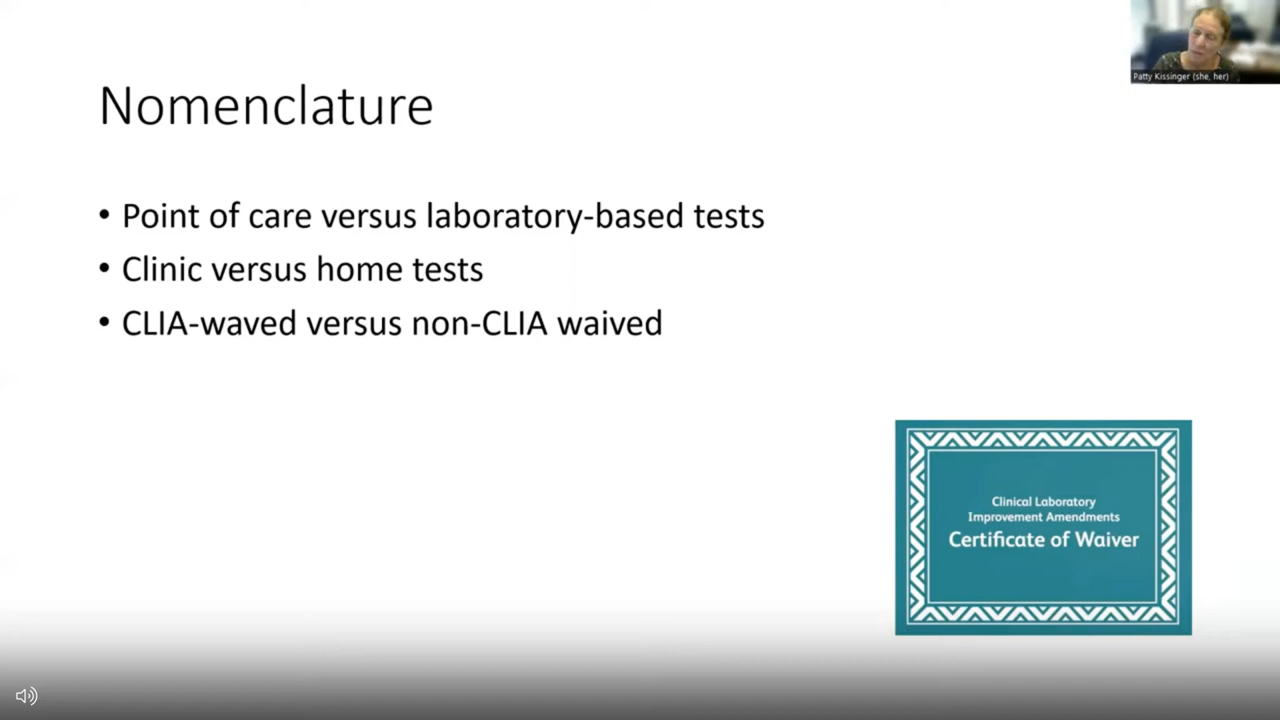 Patty Kissinger (she, her)
Nomenclature
• Point of care versus laboratory-based tests
• Clinic versus home tests
• CLIA-waved versus non-CLIA waived
Clinical Laboratory
Improvement Amendments
Certificate of Waiver